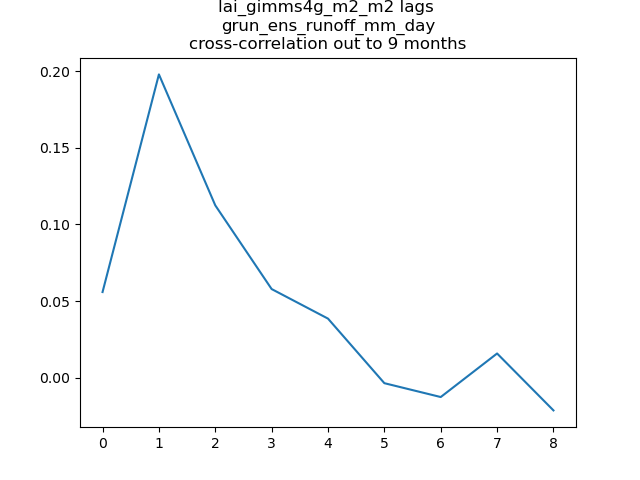 lai_gimms4g_m2_m2 lags
grun_ens_runoff_mm_day
cross-correlation out to 9 months
0.20
0.15
0.10
0.05
0.00
0 1 2 3 4 5 6 7 8